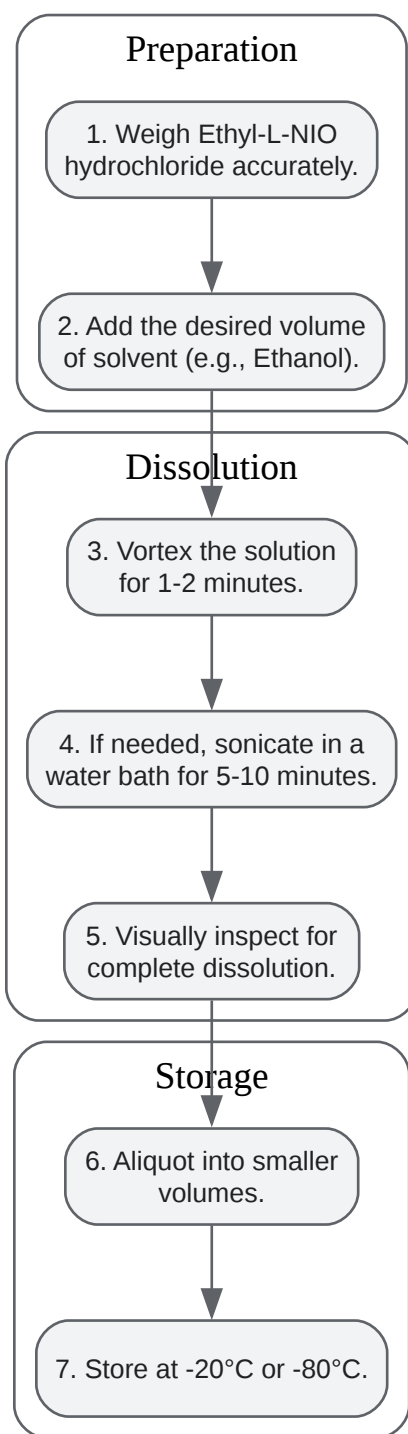 Preparation
1. Weigh Ethyl-L-NIO
hydrochloride accurately.
2. Add the desired volume
of solvent (e.g., Ethanol).
Dissolution
3. Vortex the solution
for 1-2 minutes.
4. If needed, sonicate in a
water bath for 5-10 minutes.
5. Visually inspect for
complete dissolution.
Storage
6. Aliquot into smaller
volumes.
7. Store at -20°C or -80°C.